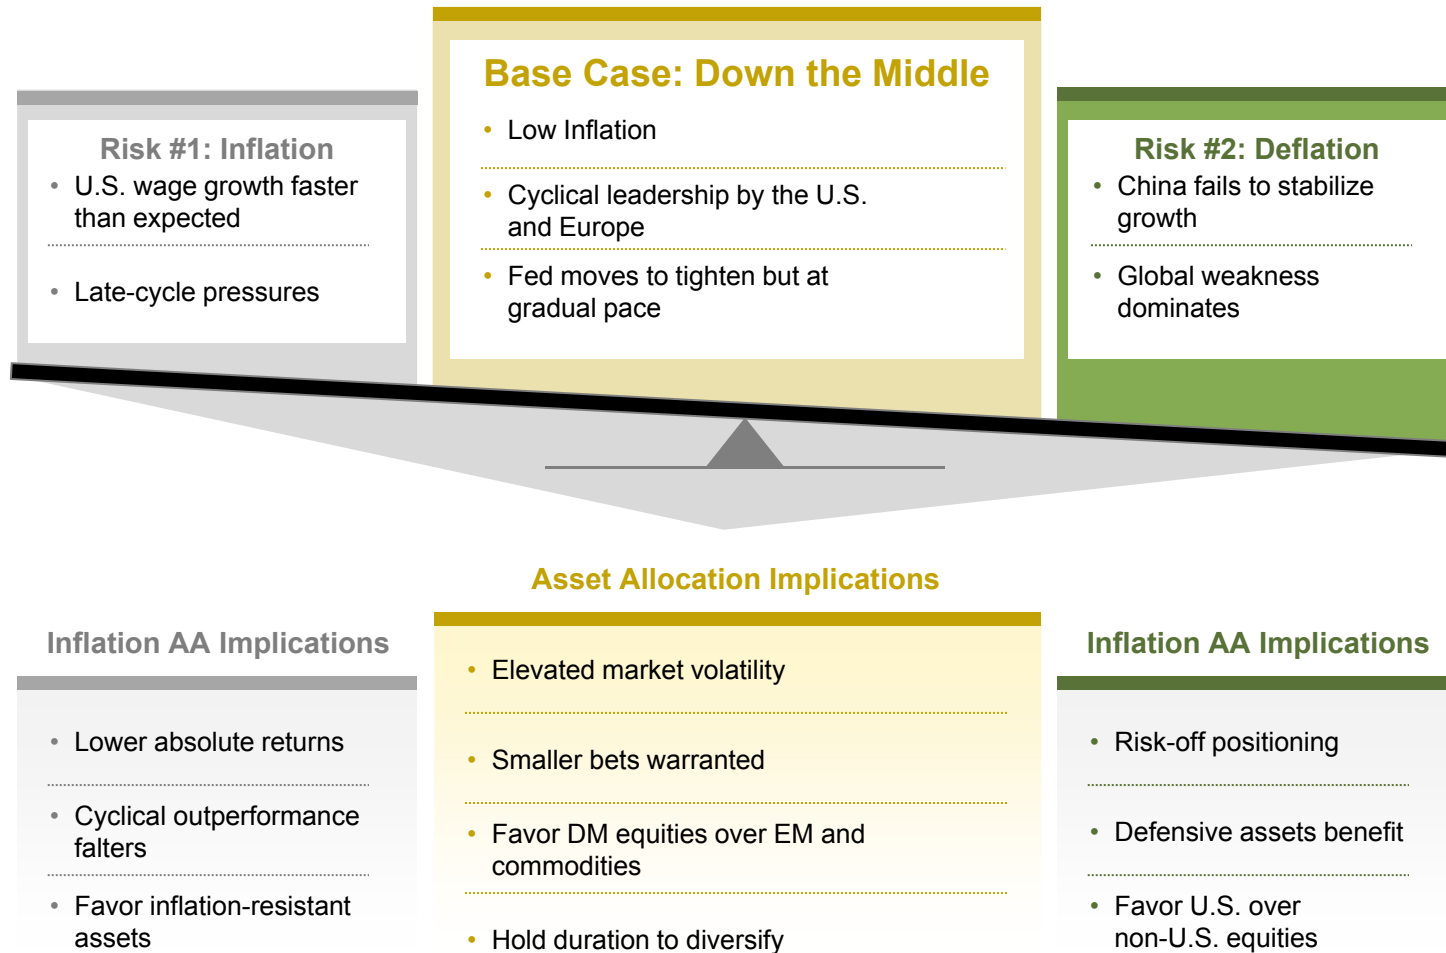 Base Case: Down the Middle
• Low Inflation
• Cyclical leadership by the U.S.
and Europe
• Fed moves to tighten but at
gradual pace
Risk #1: Inflation
• U.S. wage growth faster
than expected
• Late-cycle pressures
Risk #2: Deflation
• China fails to stabilize
growth
• Global weakness
dominates
Asset Allocation Implications
• Elevated market volatility
• Smaller bets warranted
• Favor DM equities over EM and
commodities
• Hold duration to diversify
Inflation AA Implications
• Lower absolute returns
• Cyclical outperformance
falters
• Favor inflation-resistant
assets
Inflation AA Implications
• Risk-off positioning
• Defensive assets benefit
• Favor U.S. over
non-U.S. equities